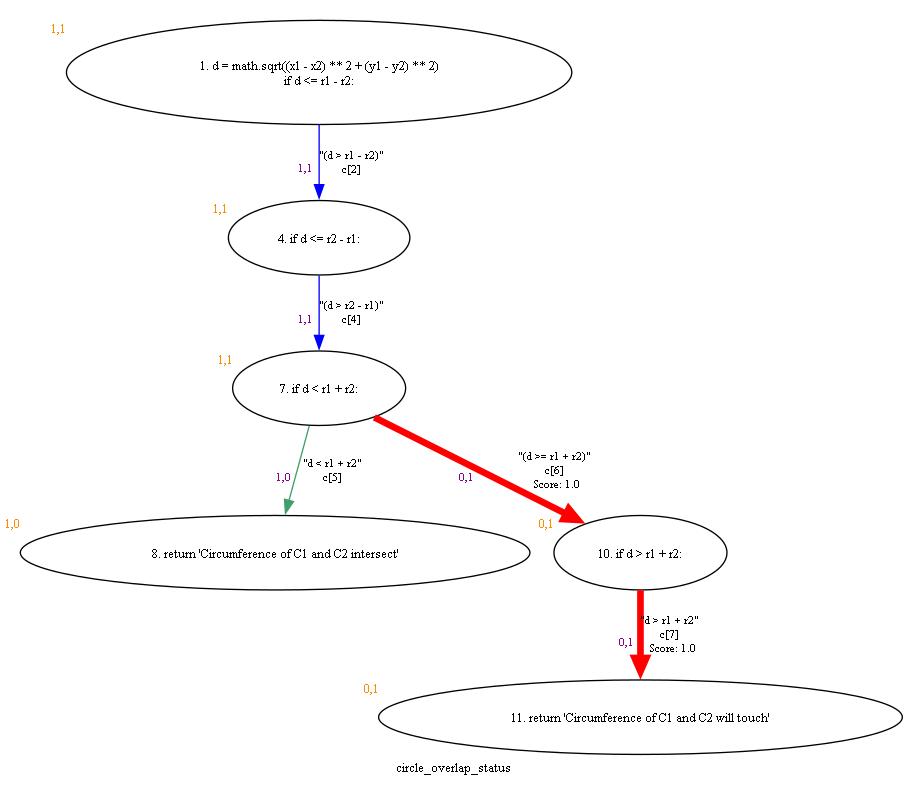 1,1
1. d = math.sqrt((x1 - x2) ** 2 + (y1 - y2) ** 2)
if d <= r1 - r2:
"(d > r1 - r2)"
1,1
c[2]
1,1
4. if d <= r2 - r1:
"(d > r2 - r1)"
1,1
c[4]
1,1
7. if d < r1 + r2:
"d < r1 + r2"
1,0
c[5]
"(d >= r1 + r2)"
c[6]
0,1
Score: 1.0
1,0
8. return 'Circumference of C1 and C2 intersect'
0,1
10. if d > r1 + r2:
"d > r1 + r2"
c[7]
0,1
Score: 1.0
0,1
11. return 'Circumference of C1 and C2 will touch'
circle_overlap_status